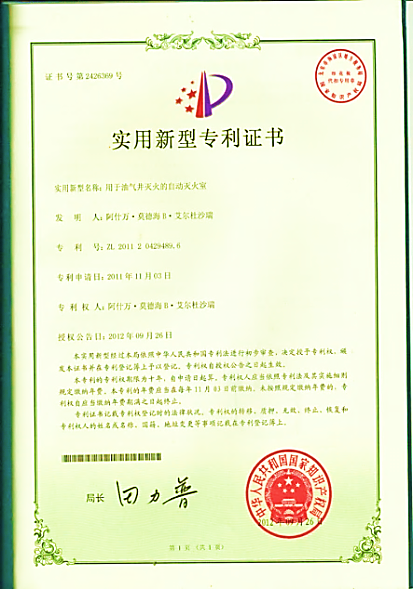 证书号第2426369号
实用新型专利证书
实用新型名称：用于油气井灭火的自动灭火室
发 明 人：阿什万·莫德海B·艾尔杜沙瑞
专 利 号：ZL 2011 2 0429489.6
专利申请日：2011年11月03日
专 利 权 人：阿什万·莫德海B·艾尔杜沙瑞
授权公告日：2012年09月26日
本实用新型经过本局依照中华人民共和国专利法进行初步审查，决定授予专利权，颁
发本证书并在专利登记簿上予以登记。专利权自授权公告之日起生效。
本专利的专利权期限为十年，自申请日起算。专利权人应当依照专利法及其实施细则
规定缴纳年费。本专利的年费应当在每年11月03日前缴纳。未按照规定缴纳年费的，专
利权自应当缴纳年费期满之日起终止。
专利证书记载专利权登记时的法律状况。专利权的转移、质押、无效、终止、恢复和
专利权人的姓名或名称、国籍、地址变更等事项记载在专利登记簿上。
局长 田力普
中华人民共和国国家知识产权局
2012年09月26日
第1页（共1页）